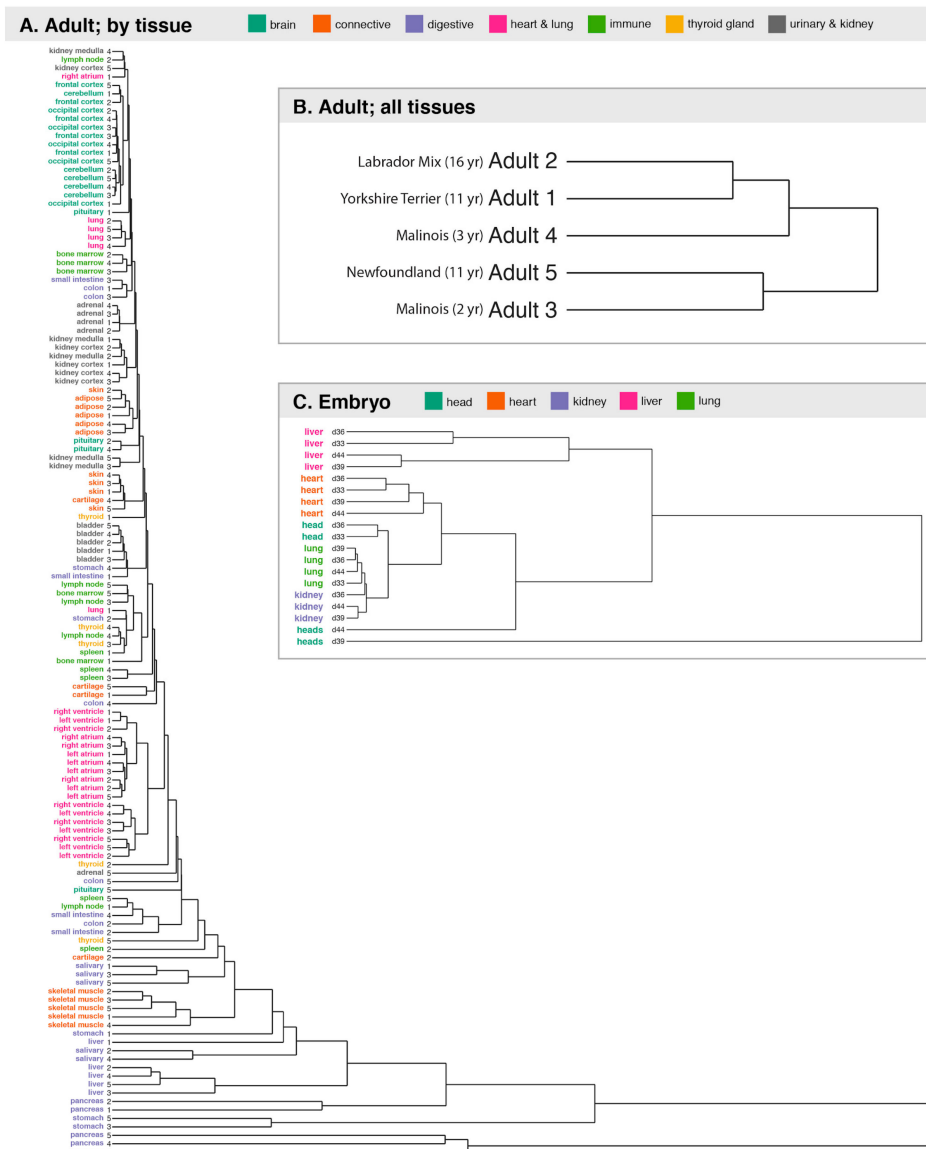 A. Adult; by tissue
brain
connective
digestive
heart & lung
immune
thyroid gland
urinary & kidney
kidney medulla 4
lymph node 2
kidney cortex 5
right atrium 1
frontal cortex 5
cerebellum 1
frontal cortex 2
occipital cortex 2
frontal cortex 4
occipital cortex 3
frontal cortex 3
occipital cortex 4
frontal cortex 1
occipital cortex 5
cerebellum 2
cerebellum 5
cerebellum 4
cerebellum 3
occipital cortex 1
pituitary 1
lung 2
lung 5
lung 3
lung 4
bone marrow 2
bone marrow 4
bone marrow 3
small intestine 3
colon 1
colon 3
adrenal 4
adrenal 3
adrenal 1
adrenal 2
kidney medulla 1
kidney cortex 2
kidney medulla 2
kidney cortex 1
kidney cortex 4
kidney cortex 3
skin 2
adipose 5
adipose 2
adipose 1
adipose 4
adipose 3
pituitary 2
pituitary 4
kidney medulla 5
kidney medulla 3
skin 4
skin 3
skin 1
cartilage 4
skin 5
thyroid 1
bladder 5
bladder 4
bladder 2
bladder 1
bladder 3
stomach 4
small intestine 1
lymph node 5
bone marrow 5
lymph node 3
lung 1
stomach 2
thyroid 4
lymph node 4
thyroid 3
spleen 1
bone marrow 1
spleen 4
spleen 3
cartilage 5
cartilage 1
colon 4
right ventricle 1
left ventricle 1
right ventricle 2
right atrium 4
right atrium 3
left atrium 1
left atrium 4
left atrium 3
right atrium 2
left atrium 2
left atrium 5
right ventricle 4
left ventricle 4
right ventricle 3
left ventricle 3
right ventricle 5
left ventricle 5
left ventricle 2
thyroid 2
adrenal 5
colon 5
pituitary 5
spleen 5
lymph node 1
small intestine 4
colon 2
small intestine 2
thyroid 5
spleen 2
cartilage 2
salivary 1
salivary 3
salivary 5
skeletal muscle 2
skeletal muscle 3
skeletal muscle 5
skeletal muscle 1
skeletal muscle 4
stomach 1
liver 1
salivary 2
salivary 4
liver 2
liver 4
liver 5
liver 3
pancreas 2
pancreas 1
stomach 5
stomach 3
pancreas 5
pancreas 4
B. Adult; all tissues
Labrador Mix (16 yr) Adult 2
Yorkshire Terrier (11 yr) Adult 1
Malinois (3 yr) Adult 4
Newfoundland (11 yr) Adult 5
Malinois (2 yr) Adult 3
C. Embryo
head
heart
kidney
liver
lung
liver d36
liver d33
liver d44
liver d39
heart d36
heart d33
heart d39
heart d44
head d36
head d33
lung d39
lung d36
lung d44
lung d33
kidney d36
kidney d44
kidney d39
heads d44
heads d39